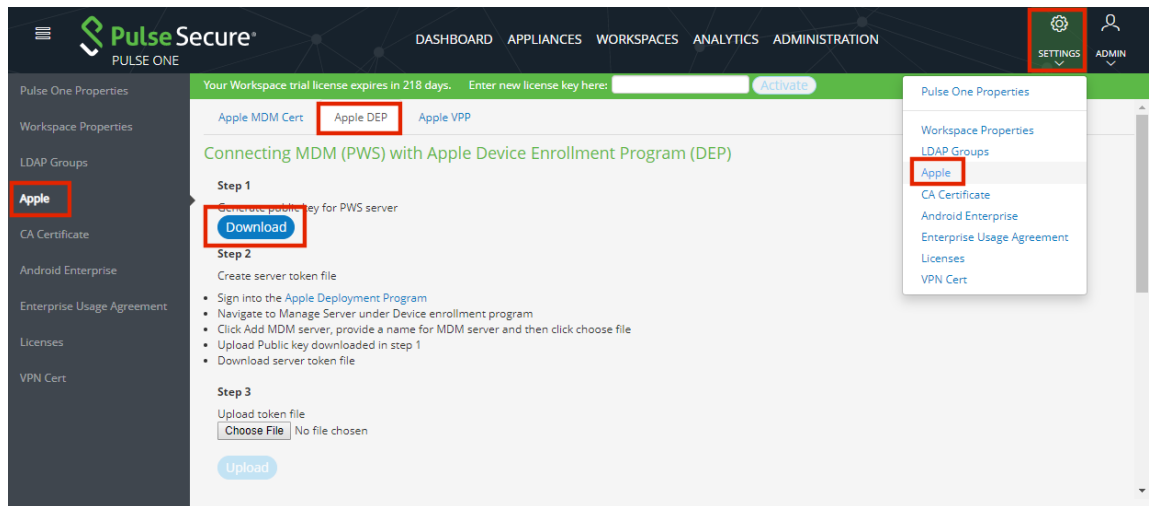 Pulse Secure®
PULSE ONE
DASHBOARD APPLIANCES WORKSPACES ANALYTICS ADMINISTRATION
SETTINGS
ADMIN
Your Workspace trial license expires in 218 days. Enter new license key here: Activate
Pulse One Properties
Workspace Properties
LDAP Groups
Apple
CA Certificate
Android Enterprise
Enterprise Usage Agreement
Licenses
VPN Cert
Apple MDM Cert Apple DEP Apple VPP
Connecting MDM (PWS) with Apple Device Enrollment Program (DEP)
Step 1
Generate public key for PWS server
Download
Step 2
Create server token file
• Sign into the Apple Deployment Program
• Navigate to Manage Server under Device enrollment program
• Click Add MDM server, provide a name for MDM server and then click choose file
• Upload Public key downloaded in step 1
• Download server token file
Step 3
Upload token file
Choose File No file chosen
Upload
Pulse One Properties
Workspace Properties
LDAP Groups
Apple
CA Certificate
Android Enterprise
Enterprise Usage Agreement
Licenses
VPN Cert